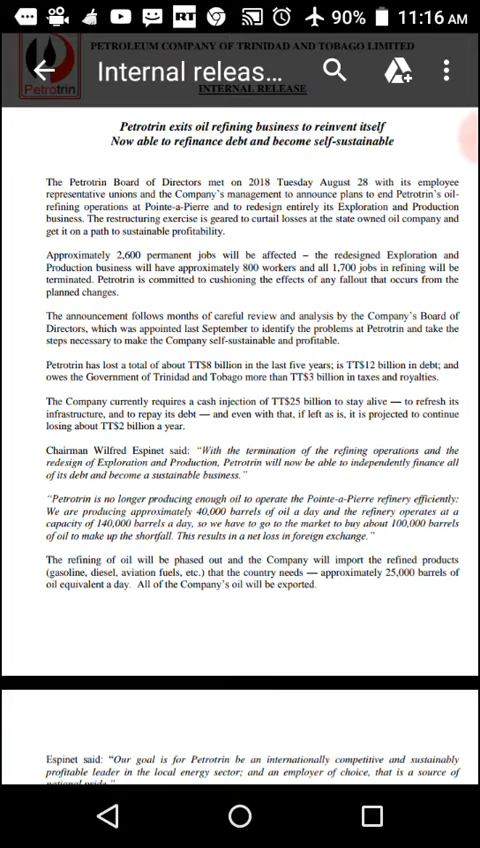 RT
90%
11:16 AM
PETROLEUM COMPANY OF TRINIDAD AND TOBAGO LIMITED
Internal releas...
INTERNAL RELEASE
Petrotrin
Petrotrin exits oil refining business to reinvent itself
Now able to refinance debt and become self-sustainable
The Petrotrin Board of Directors met on 2018 Tuesday August 28 with its employee
representative unions and the Company's management to announce plans to end Petrotrin's oil-
refining operations at Pointe-a-Pierre and to redesign entirely its Exploration and Production
business. The restructuring exercise is geared to curtail losses at the state owned oil company and
get it on a path to sustainable profitability.
Approximately 2,600 permanent jobs will be affected – the redesigned Exploration and
Production business will have approximately 800 workers and all 1,700 jobs in refining will be
terminated. Petrotrin is committed to cushioning the effects of any fallout that occurs from the
planned changes.
The announcement follows months of careful review and analysis by the Company's Board of
Directors, which was appointed last September to identify the problems at Petrotrin and take the
steps necessary to make the Company self-sustainable and profitable.
Petrotrin has lost a total of about TT$8 billion in the last five years; is TT$12 billion in debt; and
owes the Government of Trinidad and Tobago more than TT$3 billion in taxes and royalties.
The Company currently requires a cash injection of TT$25 billion to stay alive — to refresh its
infrastructure, and to repay its debt — and even with that, if left as is, it is projected to continue
losing about TT$2 billion a year.
Chairman Wilfred Espinet said: “With the termination of the refining operations and the
redesign of Exploration and Production, Petrotrin will now be able to independently finance all
of its debt and become a sustainable business.”
“Petrotrin is no longer producing enough oil to operate the Pointe-a-Pierre refinery efficiently:
We are producing approximately 40,000 barrels of oil a day and the refinery operates at a
capacity of 140,000 barrels a day, so we have to go to the market to buy about 100,000 barrels
of oil to make up the shortfall. This results in a net loss in foreign exchange.”
The refining of oil will be phased out and the Company will import the refined products
(gasoline, diesel, aviation fuels, etc.) that the country needs — approximately 25,000 barrels of
oil equivalent a day. All of the Company's oil will be exported.
Espinet said: “Our goal is for Petrotrin be an internationally competitive and sustainably
profitable leader in the local energy sector; and an employer of choice, that is a source of
national pride.”